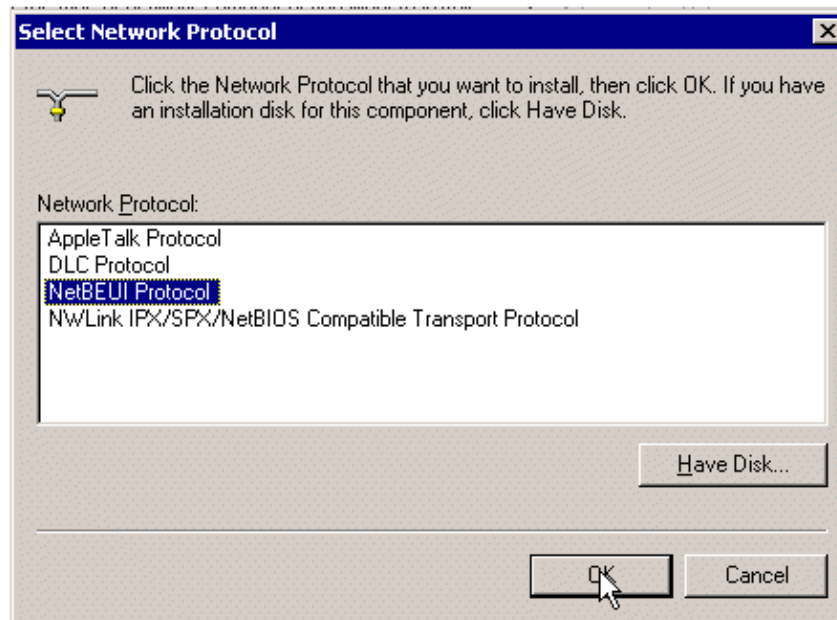 Select Network Protocol
Click the Network Protocol that you want to install, then click OK. If you have
an installation disk for this component, click Have Disk.
Network Protocol:
AppleTalk Protocol
DLC Protocol
NetBEUI Protocol
NWLink IPX/SPX/NetBIOS Compatible Transport Protocol
Have Disk...
OK
Cancel